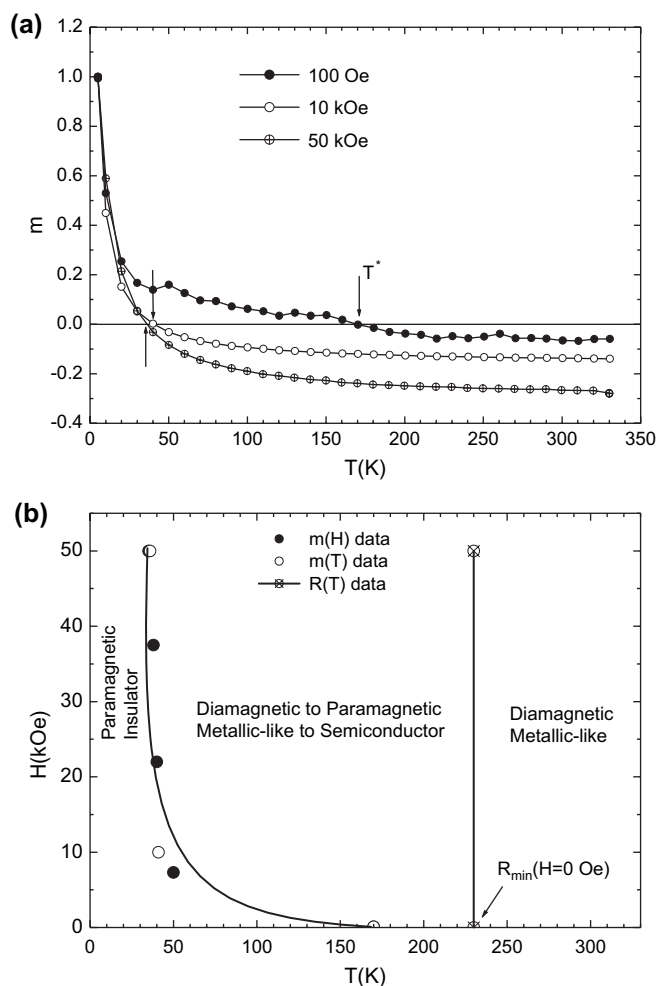 (a)
1.2
1.0
0.8
0.6
0.4
0.2
0.0
-0.2
-0.4
m
100 Oe
10 kOe
50 kOe
T*
0 50 100 150 200 250 300 350
T(K)
(b)
50
40
30
20
10
0
H(kOe)
m(H) data
m(T) data
R(T) data
Paramagnetic
Insulator
Diamagnetic to Paramagnetic
Metallic-like to Semiconductor
Diamagnetic
Metallic-like
Rmin(H=0 Oe)
0 50 100 150 200 250 300
T(K)